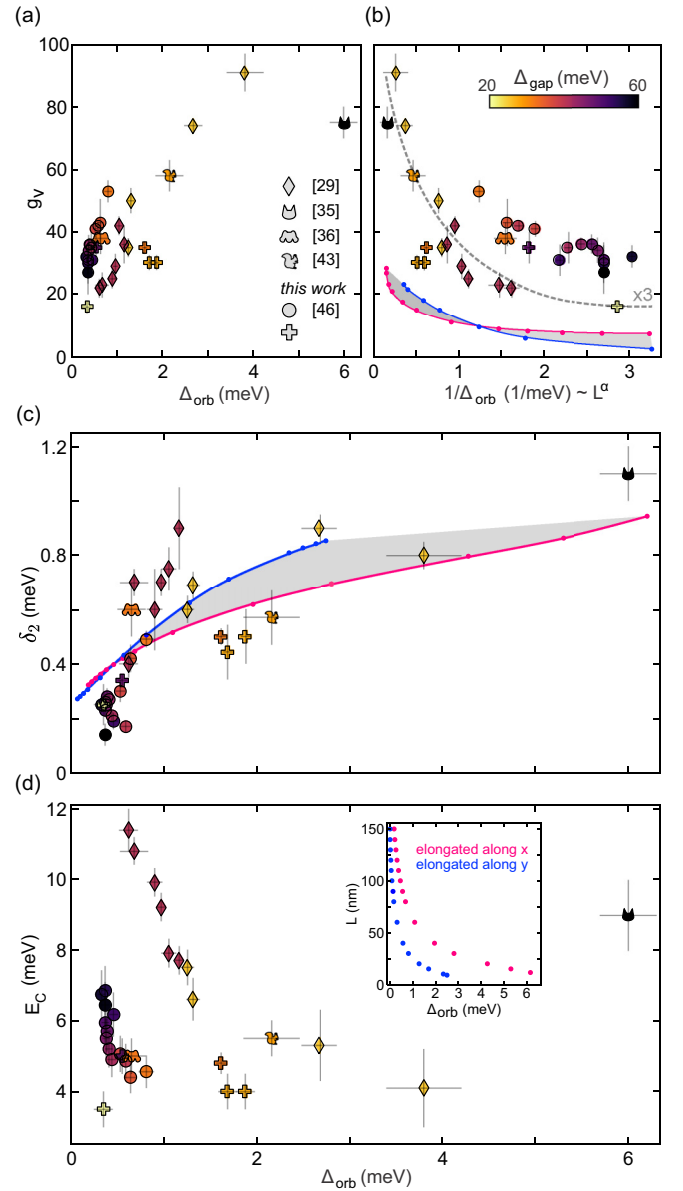 (a)
(b)
g_v
100
80
60
40
20
0
0
2
4
6
Δ_orb (meV)
[29]
[35]
[36]
[43]
this work
[46]
Δ_gap (meV)
20
60
x3
0
1
2
3
1/Δ_orb (1/meV) ~ L^α
(c)
δ_2 (meV)
1.2
0.8
0.4
0
(d)
E_C (meV)
12
10
8
6
4
0
2
4
6
Δ_orb (meV)
L (nm)
150
125
100
75
50
25
0
elongated along x
elongated along y
0
1
2
3
4
5
6
Δ_orb (meV)